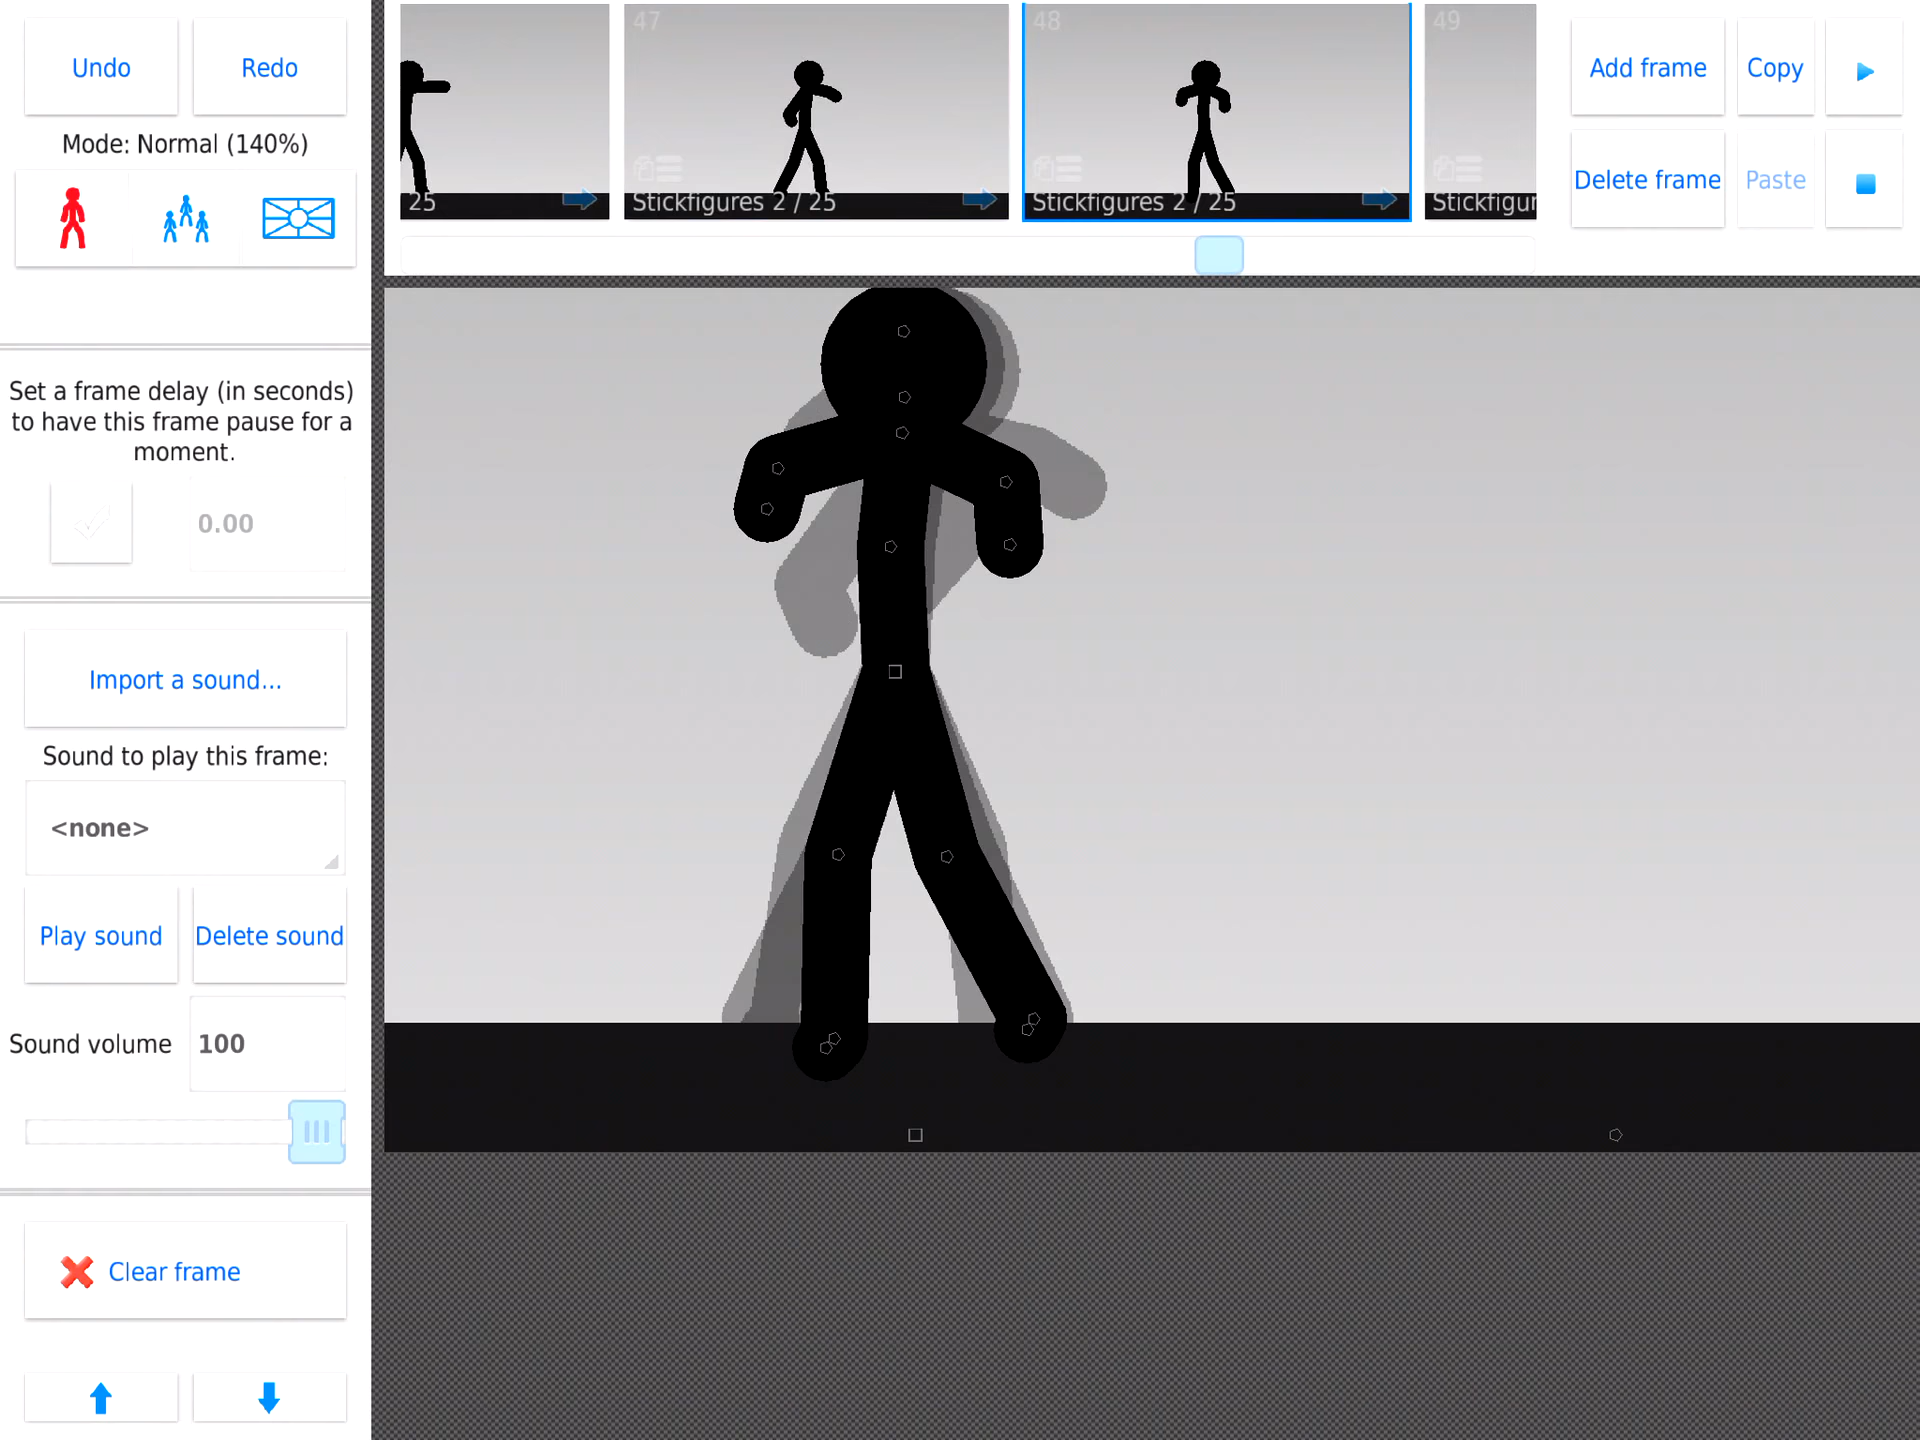 Undo
Redo
Mode: Normal (140%)
Set a frame delay (in seconds)
to have this frame pause for a
moment.
0.00
Import a sound...
Sound to play this frame:
<none>
Play sound
Delete sound
Sound volume
100
Clear frame
25
47
Stickfigures 2 / 25
48
Stickfigures 2 / 25
49
Stickfigur
Add frame
Copy
Delete frame
Paste